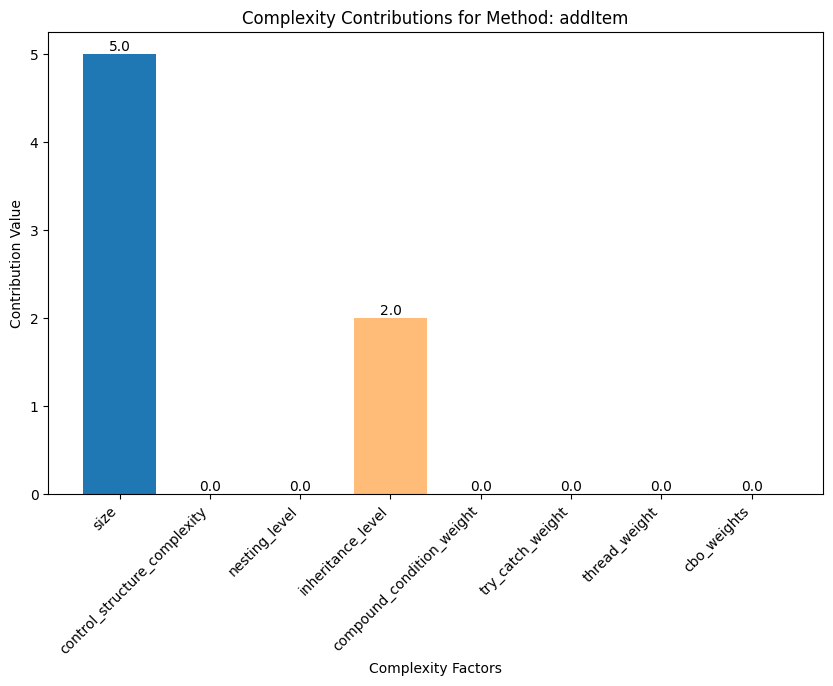 Complexity Contributions for Method: addItem
Contribution Value
5
4
3
2
1
0
5.0
0.0
0.0
2.0
0.0
0.0
0.0
0.0
size
control_structure_complexity
nesting_level
inheritance_level
compound_condition_weight
try_catch_weight
thread_weight
cbo_weights
Complexity Factors